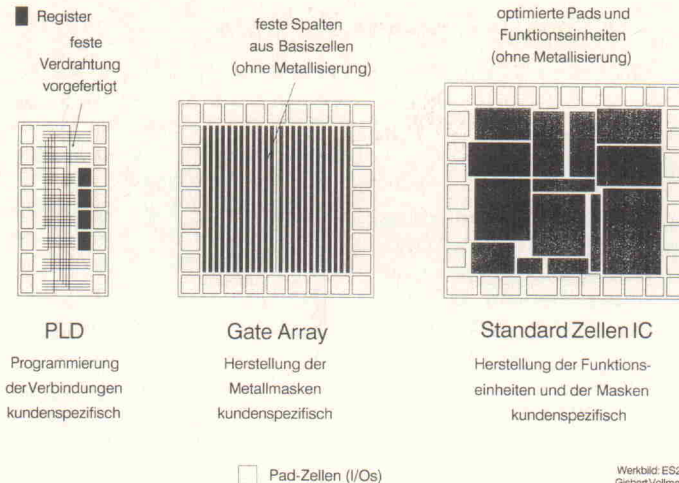 Register
feste
Verdrahtung
vorgefertigt
feste Spalten
aus Basiszellen
(ohne Metallisierung)
optimierte Pads und
Funktionseinheiten
(ohne Metallisierung)
PLD
Programmierung
der Verbindungen
kundenspezifisch
Gate Array
Herstellung der
Metallmasken
kundenspezifisch
Standard Zellen IC
Herstellung der Funktions-
einheiten und der Masken
kundenspezifisch
Pad-Zellen (I/Os)
Werkbild: ES2